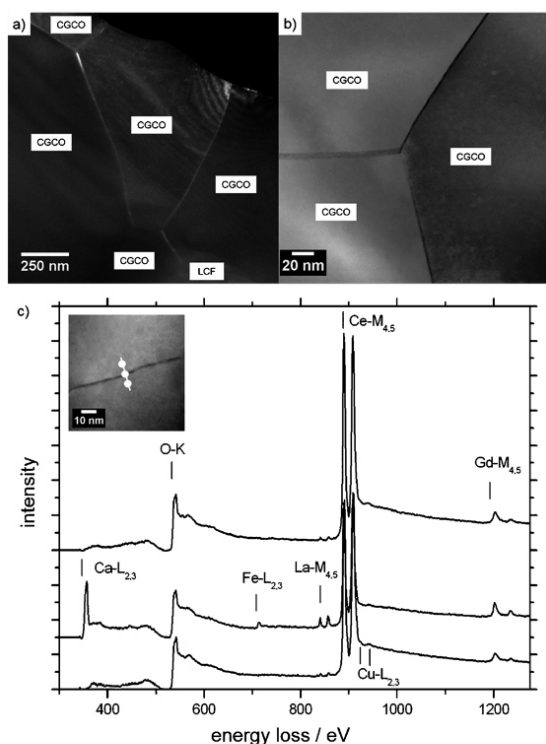 a)
CGCO
CGCO
CGCO
CGCO
CGCO
LCF
250 nm
b)
CGCO
CGCO
CGCO
20 nm
c)
10 nm
Ce-M4,5
O-K
Gd-M4,5
Ca-L2,3
Fe-L2,3
La-M4,5
Cu-L2,3
intensity
400 600 800 1000 1200
energy loss / eV